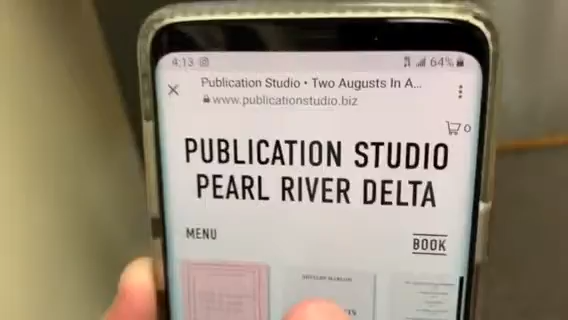 4:13 64%
Publication Studio • Two Augusts In A...
www.publicationstudio.biz
0
PUBLICATION STUDIO
PEARL RIVER DELTA
MENU
BOOK